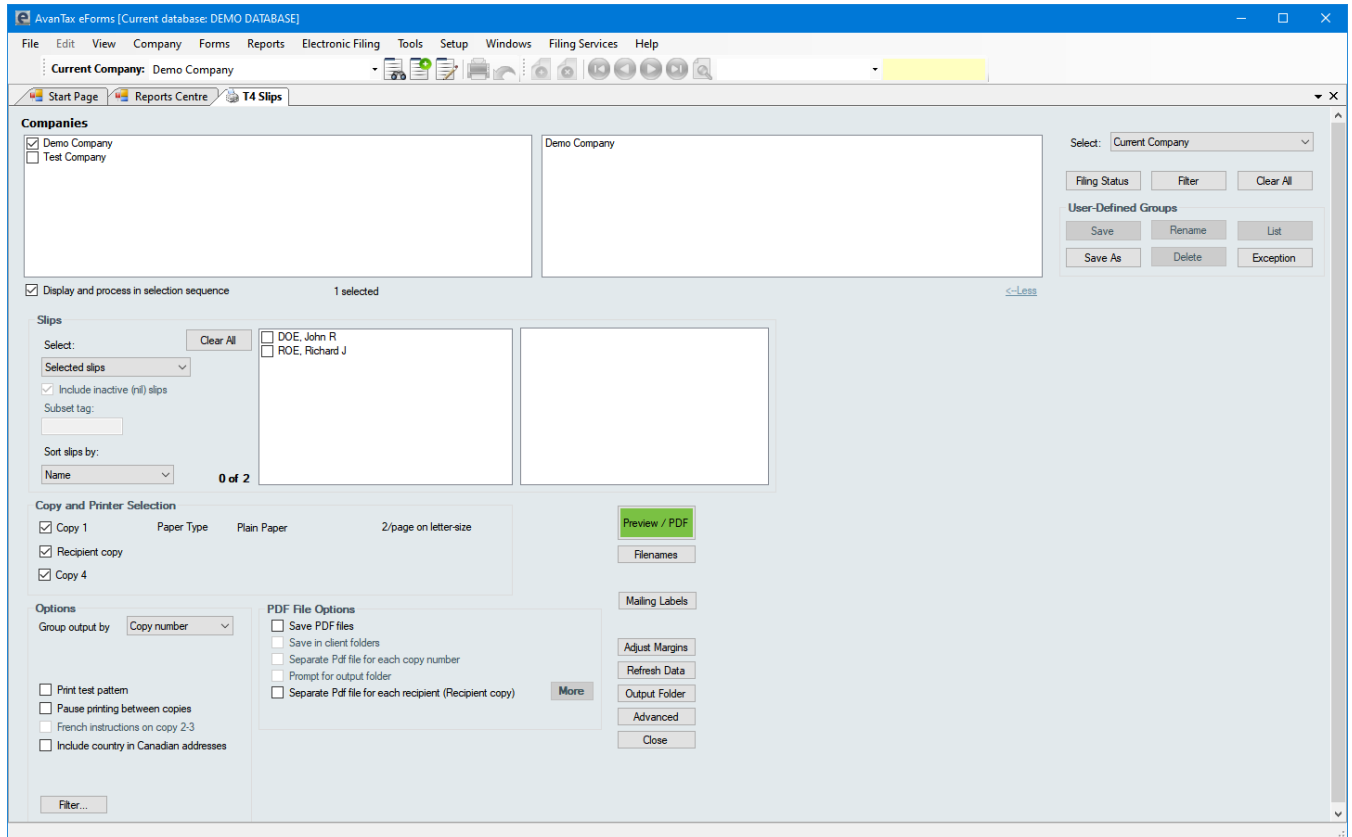 AvanTax eForms [Current database: DEMO DATABASE]
File Edit View Company Forms Reports Electronic Filing Tools Setup Windows Filing Services Help
Current Company: Demo Company
Start Page Reports Centre T4 Slips
Companies
Demo Company
Test Company
Demo Company
Select: Current Company
Filing Status Filter Clear All
User-Defined Groups
Save Rename List
Save As Delete Exception
Display and process in selection sequence 1 selected <--Less
Slips
Select: Clear All
Selected slips
Include inactive (nil) slips
Subset tag:
Sort slips by:
Name 0 of 2
DOE, John R
ROE, Richard J
Copy and Printer Selection
Copy 1 Paper Type Plain Paper 2/page on letter-size
Recipient copy
Copy 4
Preview / PDF
Filenames
Mailing Labels
Adjust Margins
Refresh Data
Output Folder
Advanced
Close
Options
Group output by Copy number
Print test pattern
Pause printing between copies
French instructions on copy 2-3
Include country in Canadian addresses
Filter...
PDF File Options
Save PDF files
Save in client folders
Separate Pdf file for each copy number
Prompt for output folder
Separate Pdf file for each recipient (Recipient copy) More